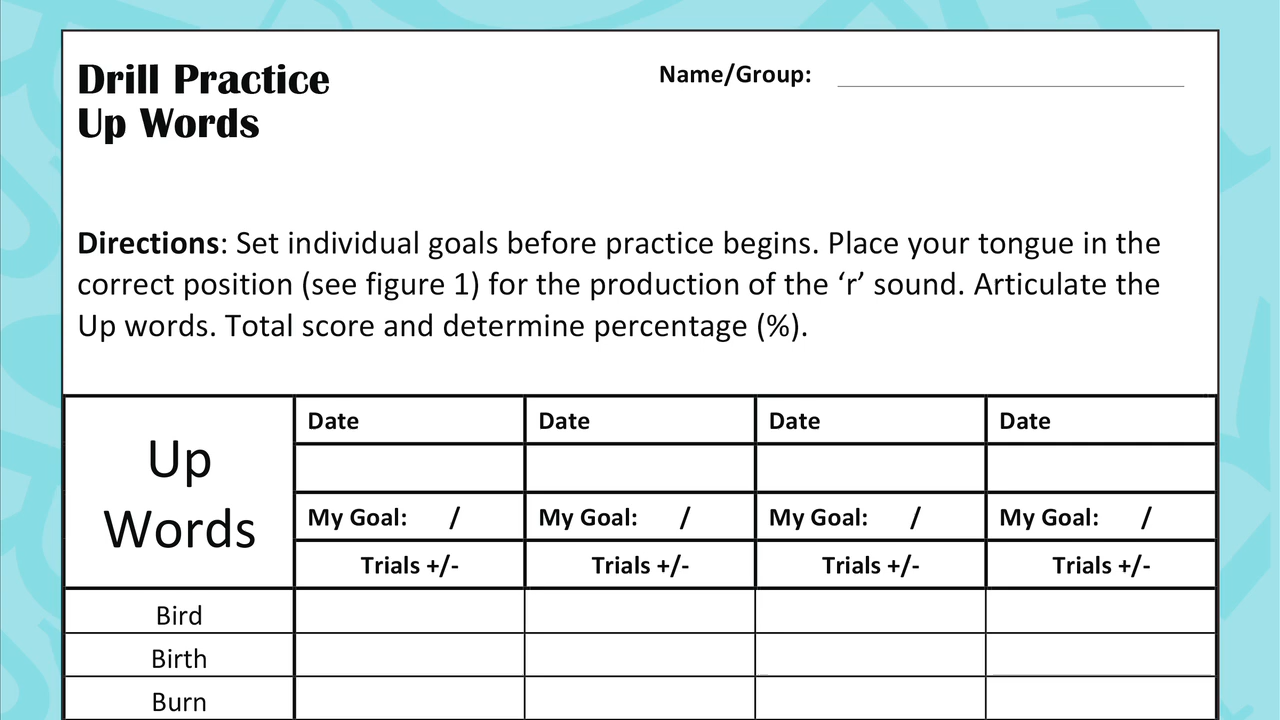 Drill Practice
Up Words
Name/Group:
Directions: Set individual goals before practice begins. Place your tongue in the
correct position (see figure 1) for the production of the ‘r’ sound. Articulate the
Up words. Total score and determine percentage (%).
Up
Words
Date Date Date Date
My Goal: / My Goal: / My Goal: / My Goal: /
Trials +/- Trials +/- Trials +/- Trials +/-
Bird
Birth
Burn